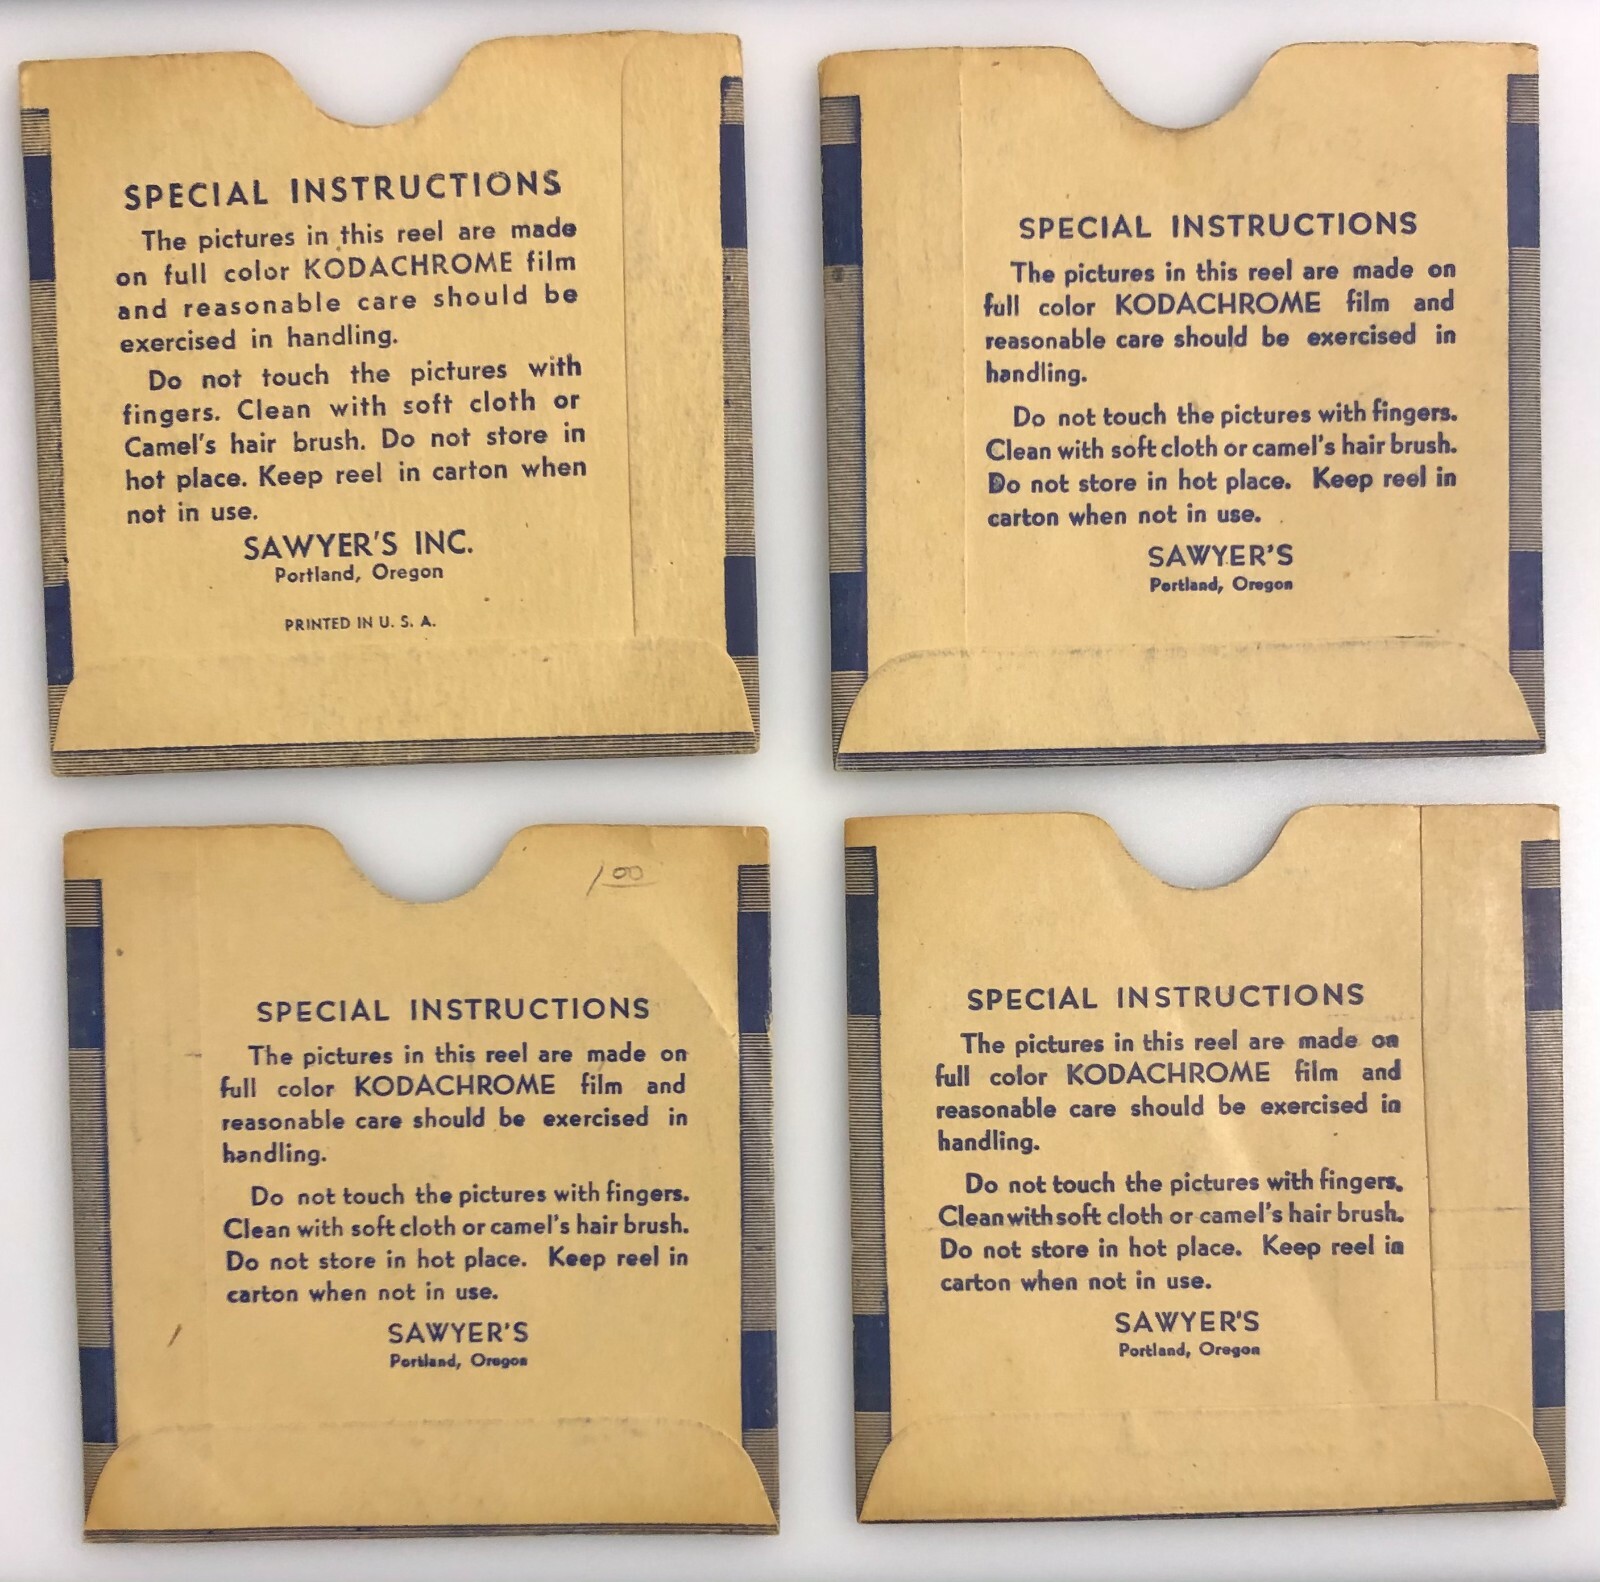 SPECIAL INSTRUCTIONS
The pictures in this reel are made
on full color KODACHROME film
and reasonable care should be
exercised in handling.
Do not touch the pictures with
fingers. Clean with soft cloth or
Camel's hair brush. Do not store in
hot place. Keep reel in carton when
not in use.
SAWYER'S INC.
Portland, Oregon
PRINTED IN U. S. A.
SPECIAL INSTRUCTIONS
The pictures in this reel are made on
full color KODACHROME film and
reasonable care should be exercised in
handling.
Do not touch the pictures with fingers.
Clean with soft cloth or camel's hair brush.
Do not store in hot place. Keep reel in
carton when not in use.
SAWYER'S
Portland, Oregon
1.00
SPECIAL INSTRUCTIONS
The pictures in this reel are made on
full color KODACHROME film and
reasonable care should be exercised in
handling.
Do not touch the pictures with fingers.
Clean with soft cloth or camel's hair brush.
Do not store in hot place. Keep reel in
carton when not in use.
SAWYER'S
Portland, Oregon
SPECIAL INSTRUCTIONS
The pictures in this reel are made on
full color KODACHROME film and
reasonable care should be exercised in
handling.
Do not touch the pictures with fingers.
Clean with soft cloth or camel's hair brush.
Do not store in hot place. Keep reel in
carton when not in use.
SAWYER'S
Portland, Oregon